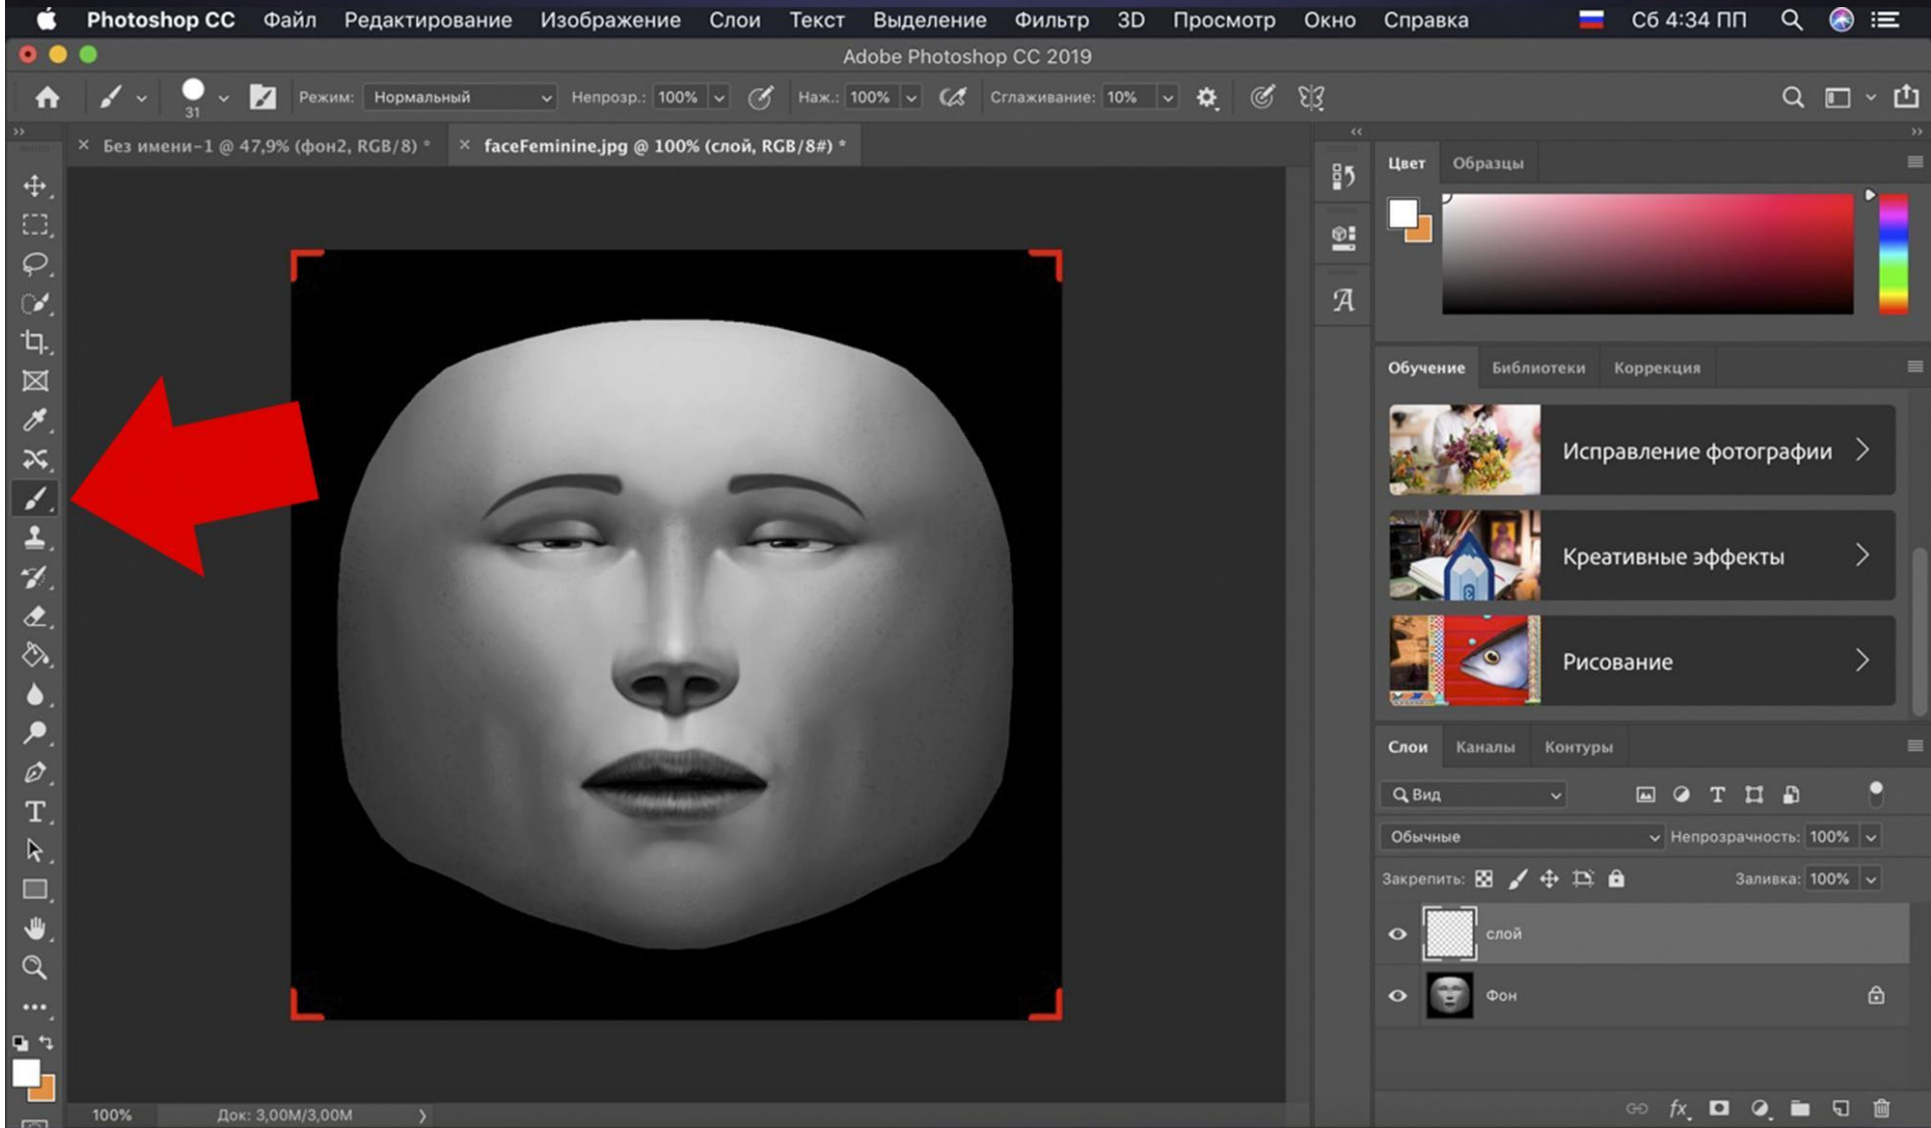 Photoshop CC Файл Редактирование Изображение Слои Текст Выделение Фильтр 3D Просмотр Окно Справка Сб 4:34 ПП
Adobe Photoshop CC 2019
31 Режим: Нормальный Непрозр.: 100% Наж.: 100% Сглаживание: 10%
× Без имени-1 @ 47,9% (фон2, RGB/8) * × faceFeminine.jpg @ 100% (слой, RGB/8#) *
Цвет Образцы
Обучение Библиотеки Коррекция
Исправление фотографии
Креативные эффекты
Рисование
Слои Каналы Контуры
Вид
Обычные Непрозрачность: 100%
Закрепить: Заливка: 100%
слой
Фон
100% Док: 3,00M/3,00M